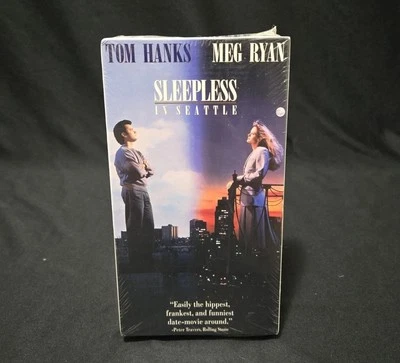 TOM HANKS MEG RYAN
SLEEPLESS
IN SEATTLE
"Easily the hippest,
frankest, and funniest
date-movie around."
-Peter Travers, Rolling Stone